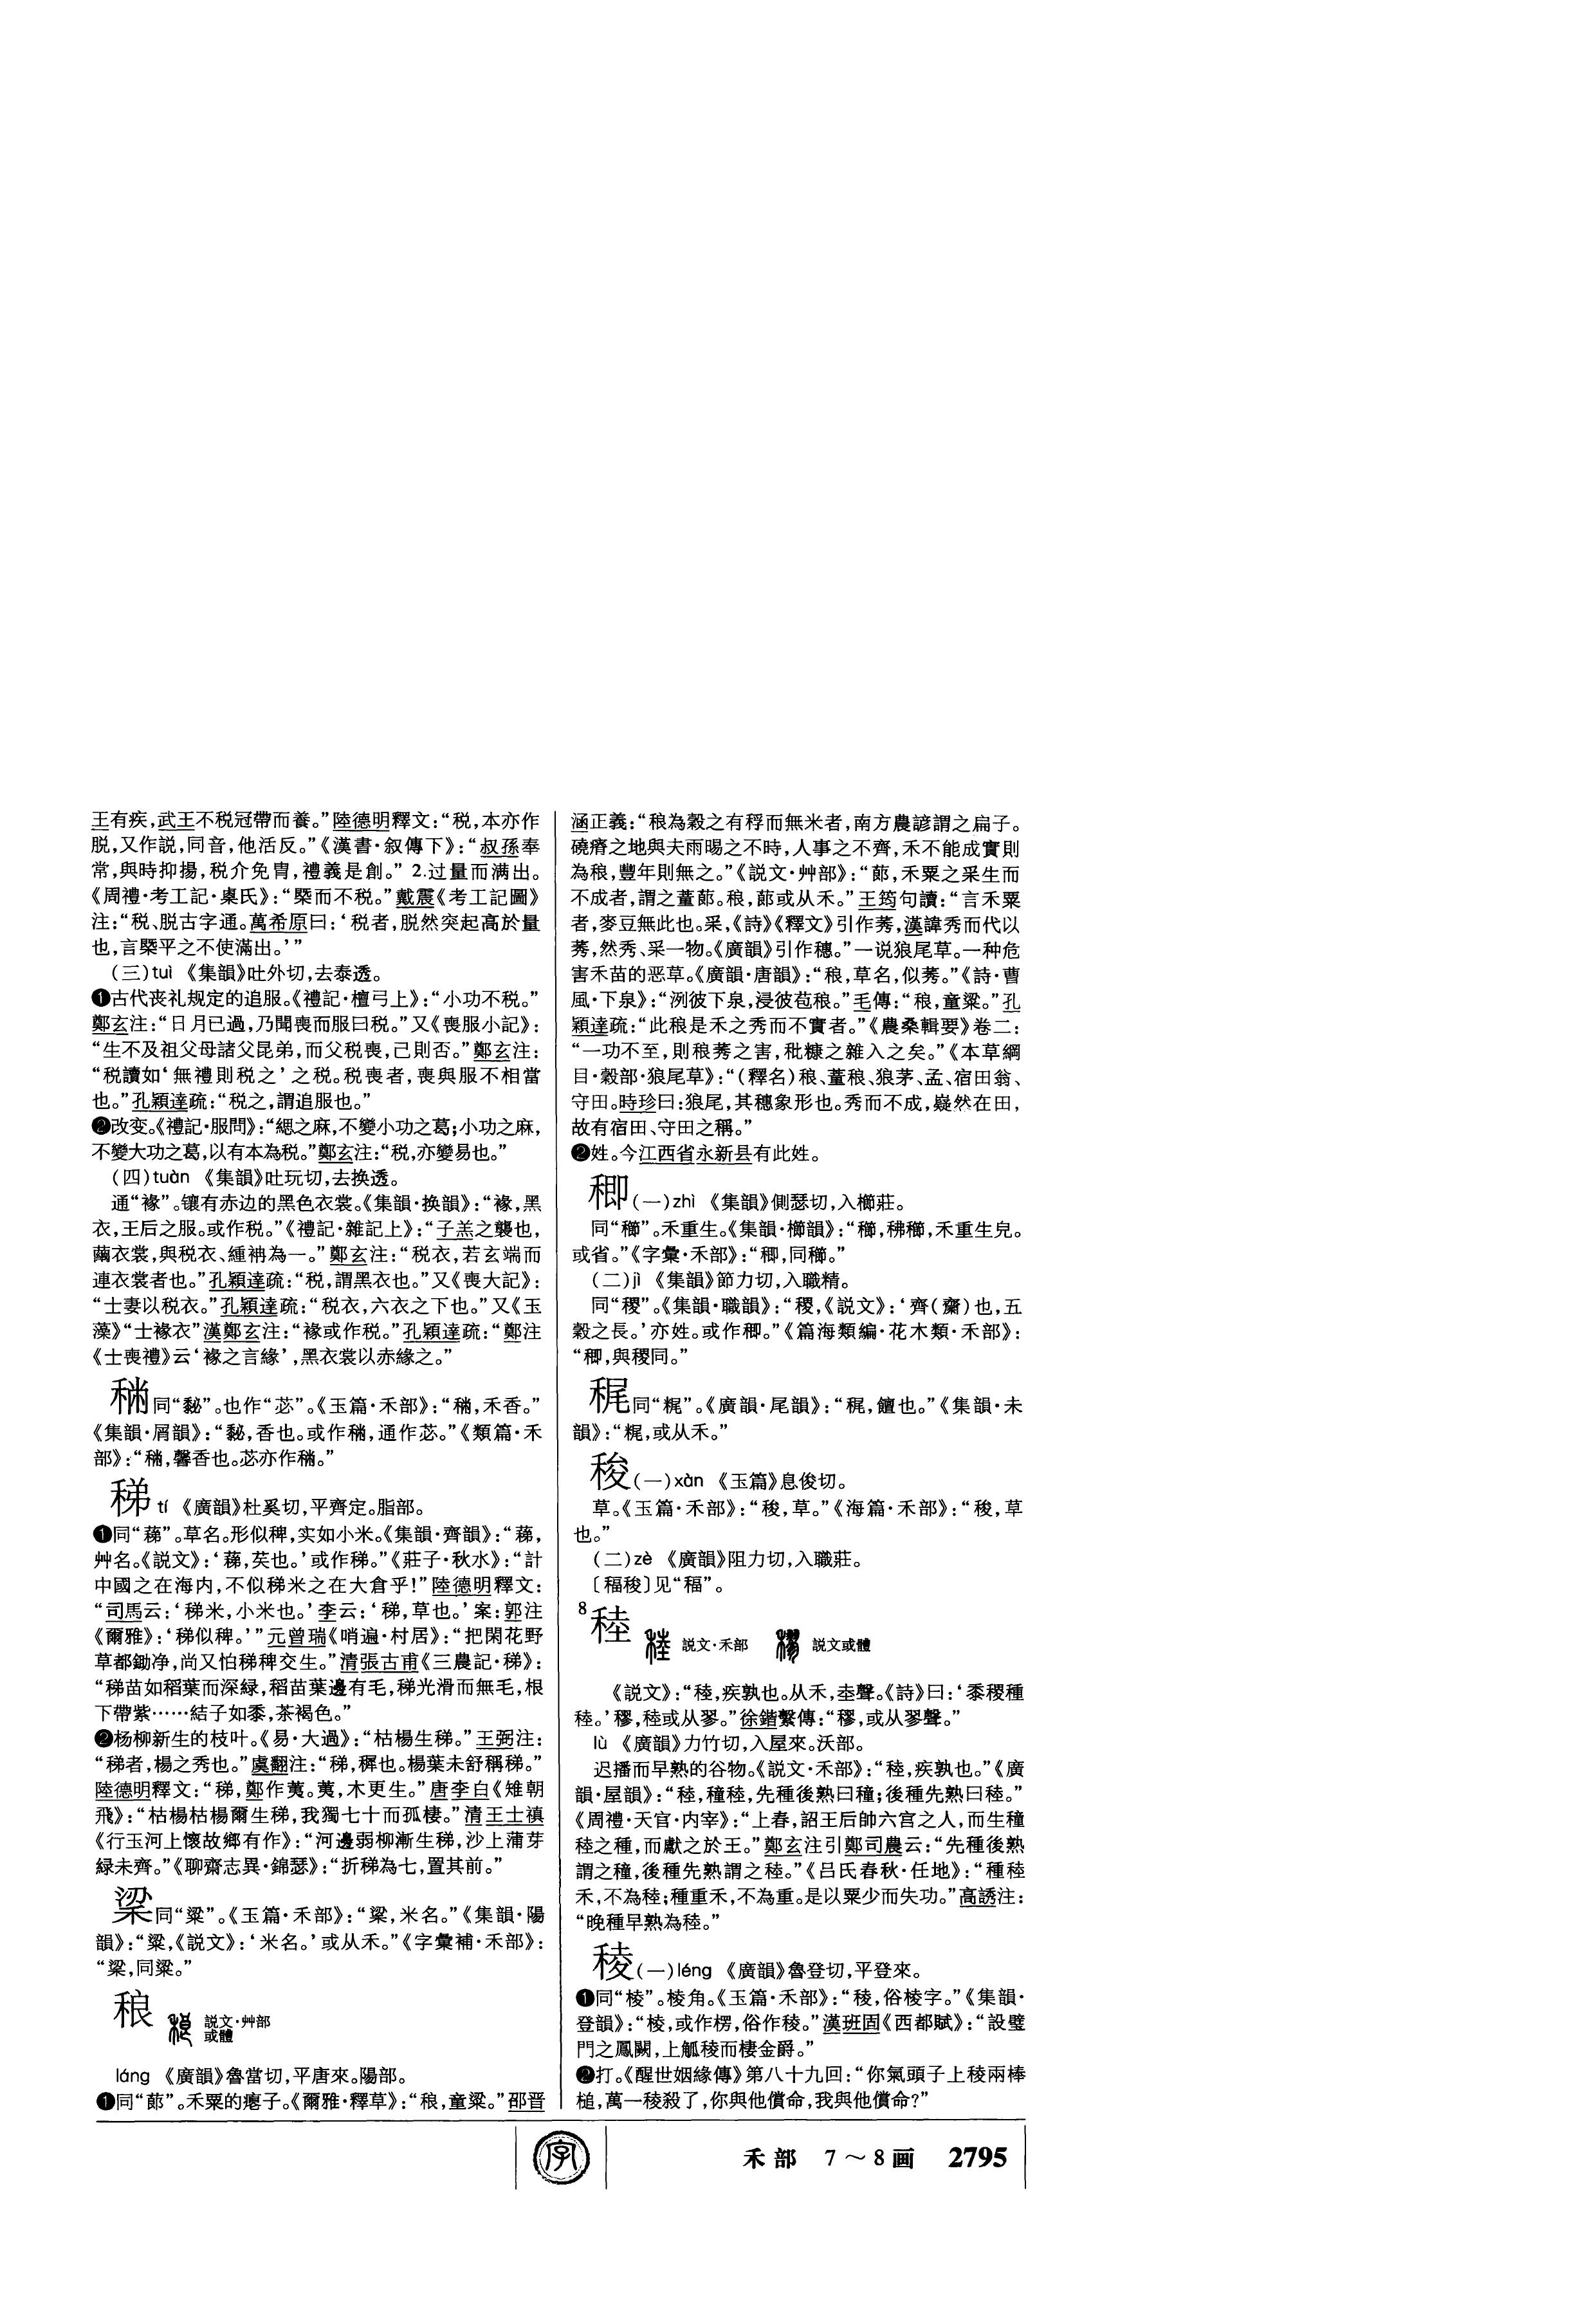 王有疾，武王不税冠帶而養。”陸德明釋文：“税，本亦作
脱，又作説，同音，他活反。”《漢書·叙傳下》：“叔孫奉
常，與時抑揚，税介免胄，禮義是創。” 2.过量而满出。
《周禮·考工記·㮚氏》：“槩而不税。”戴震《考工記圖》
注：“税、脱古字通。萬希原曰：‘税者，脱然突起高於量
也，言槩平之不使滿出。’”
（三）tuì 《集韻》吐外切，去泰透。
❶古代丧礼规定的追服。《禮記·檀弓上》：“小功不税。”
鄭玄注：“日月已過，乃聞喪而服曰税。”又《喪服小記》：
“生不及祖父母諸父昆弟，而父税喪，己則否。”鄭玄注：
“税讀如‘無禮則税之’之税。税喪者，喪與服不相當
也。”孔穎達疏：“税之，謂追服也。”
❷改变。《禮記·服問》：“緦之麻，不變小功之葛；小功之麻，
不變大功之葛，以有本為税。”鄭玄注：“税，亦變易也。”
（四）tuàn 《集韻》吐玩切，去换透。
通“褖”。镶有赤边的黑色衣裳。《集韻·换韻》：“褖，黑
衣，王后之服。或作税。”《禮記·雜記上》：“子羔之襲也，
繭衣裳，與税衣、纁袡為一。”鄭玄注：“税衣，若玄端而
連衣裳者也。”孔穎達疏：“税，謂黑衣也。”又《喪大記》：
“士妻以税衣。”孔穎達疏：“税衣，六衣之下也。”又《玉
藻》“士褖衣”漢鄭玄注：“褖或作税。”孔穎達疏：“鄭注
《士喪禮》云‘褖之言緣’，黑衣裳以赤緣之。”
同“䅗”。也作“苾”。《玉篇·禾部》：“，禾香。”
《集韻·屑韻》：“，香也。或作，通作苾。”《類篇·禾
部》：“，馨香也。苾亦作。”
稊 tí 《廣韻》杜奚切，平齊定。脂部。
❶同“蕛”。草名。形似稗，实如小米。《集韻·齊韻》：“蕛，
艸名。《説文》：‘蕛，苵也。’或作稊。”《莊子·秋水》：“計
中國之在海内，不似稊米之在大倉乎！”陸德明釋文：
“司馬云：‘稊米，小米也。’李云：‘稊，草也。’案：郭注
《爾雅》：‘稊似稗。’”元曾瑞《哨遍·村居》：“把閑花野
草都鋤净，尚又怕稊稗交生。”清張古甫《三農記·稊》：
“稊苗如稻葉而深緑，稻苗葉邊有毛，稊光滑而無毛，根
下帶紫……結子如黍，茶褐色。”
❷杨柳新生的枝叶。《易·大過》：“枯楊生稊。”王弼注：
“稊者，楊之秀也。”虞翻注：“稊，穉也。楊葉未舒稱稊。”
陸德明釋文：“稊，鄭作荑。荑，木更生。”唐李白《雉朝
飛》：“枯楊枯楊爾生稊，我獨七十而孤棲。”清王士禛
《行玉河上懷故鄉有作》：“河邊弱柳漸生稊，沙上蒲芽
緑未齊。”《聊齋志異·錦瑟》：“折稊為七，置其前。”
同“粱”。《玉篇·禾部》：“，米名。”《集韻·陽
韻》：“粱，《説文》：‘米名。’或从禾。”《字彙補·禾部》：
“，同粱。”
稂 説文·艸部
或體
láng 《廣韻》魯當切，平唐來。陽部。
❶同“蓈”。禾粟的瘪子。《爾雅·釋草》：“稂，童粱。”邵晋
涵正義：“稂為穀之有稃而無米者，南方農諺謂之扁子。
磽瘠之地與夫雨暘之不時，人事之不齊，禾不能成實則
為稂，豐年則無之。”《説文·艸部》：“蓈，禾粟之采生而
不成者，謂之蕫蓈。稂，蓈或从禾。”王筠句讀：“言禾粟
者，麥豆無此也。采，《詩》《釋文》引作莠，漢諱秀而代以
莠，然秀、采一物。《廣韻》引作穗。”一说狼尾草。一种危
害禾苗的恶草。《廣韻·唐韻》：“稂，草名，似莠。”《詩·曹
風·下泉》：“洌彼下泉，浸彼苞稂。”毛傳：“稂，童粱。”孔
穎達疏：“此稂是禾之秀而不實者。”《農桑輯要》卷二：
“一功不至，則稂莠之害，秕糠之雜入之矣。”《本草綱
目·穀部·狼尾草》：“（釋名）稂、蕫稂、狼茅、孟、宿田翁、
守田。時珍曰：狼尾，其穗象形也。秀而不成，嶷然在田，
故有宿田、守田之稱。”
❷姓。今江西省永新县有此姓。
（一）zhì 《集韻》側瑟切，入櫛莊。
同“㮣”。禾重生。《集韻·櫛韻》：“，，禾重生皃。
或省。”《字彙·禾部》：“，同。”
（二）jì 《集韻》節力切，入職精。
同“稷”。《集韻·職韻》：“稷，《説文》：‘齊（𪗋）也，五
穀之長。’亦姓。或作。”《篇海類編·花木類·禾部》：
“，與稷同。”
同“䊊”。《廣韻·尾韻》：“，饘也。”《集韻·未
韻》：“，或从禾。”
稄（一）xùn 《玉篇》息俊切。
草。《玉篇·禾部》：“稄，草。”《海篇·禾部》：“稄，草
也。”
（二）zè 《廣韻》阻力切，入職莊。
〔稫稄〕见“稫”。
8
稑 説文·禾部 説文或體
《説文》：“稑，疾孰也。从禾，坴聲。《詩》曰：‘黍稷種
稑。’穋，稑或从翏。”徐鍇繫傳：“穋，或从翏聲。”
lù 《廣韻》力竹切，入屋來。沃部。
迟播而早熟的谷物。《説文·禾部》：“稑，疾孰也。”《廣
韻·屋韻》：“稑，穜稑，先種後熟曰穜；後種先熟曰稑。”
《周禮·天官·内宰》：“上春，詔王后帥六宫之人，而生穜
稑之種，而獻之於王。”鄭玄注引鄭司農云：“先種後熟
謂之穜，後種先熟謂之稑。”《吕氏春秋·任地》：“種稑
禾，不為稑；種重禾，不為重。是以粟少而失功。”高誘注：
“晚種早熟為稑。”
稜（一）léng 《廣韻》魯登切，平登來。
❶同“棱”。棱角。《玉篇·禾部》：“稜，俗棱字。”《集韻·
登韻》：“棱，或作楞，俗作稜。”漢班固《西都賦》：“設璧
門之鳳闕，上觚稜而棲金爵。”
❷打。《醒世姻緣傳》第八十九回：“你氣頭子上稜兩棒
槌，萬一稜殺了，你與他償命，我與他償命？”
字
禾部 7～8画 2795